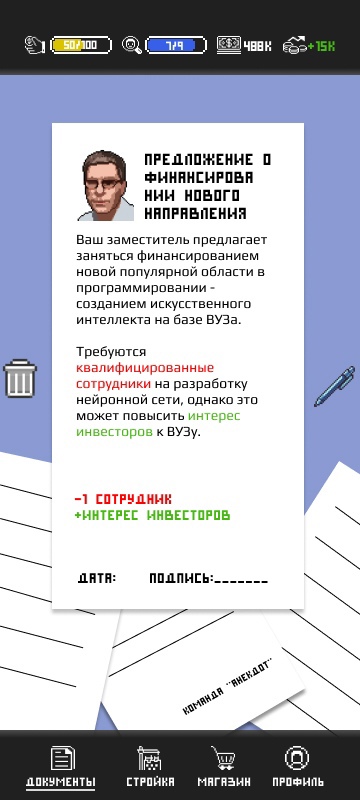 50/100
7/9
488K
+15K
ПРЕДЛОЖЕНИЕ О
ФИНАНСИРОВА
НИИ НОВОГО
НАПРАВЛЕНИЯ
Ваш заместитель предлагает
заняться финансированием
новой популярной области в
программировании -
созданием искусственного
интеллекта на базе ВУЗа.
Требуются
квалифицированные
сотрудники на разработку
нейронной сети, однако это
может повысить интерес
инвесторов к ВУЗу.
-1 СОТРУДНИК
+ИНТЕРЕС ИНВЕСТОРОВ
ДАТА: ПОДПИСЬ:_______
КОМАНДА "АНЕКДОТ"
ДОКУМЕНТЫ СТРОЙКА МАГАЗИН ПРОФИЛЬ